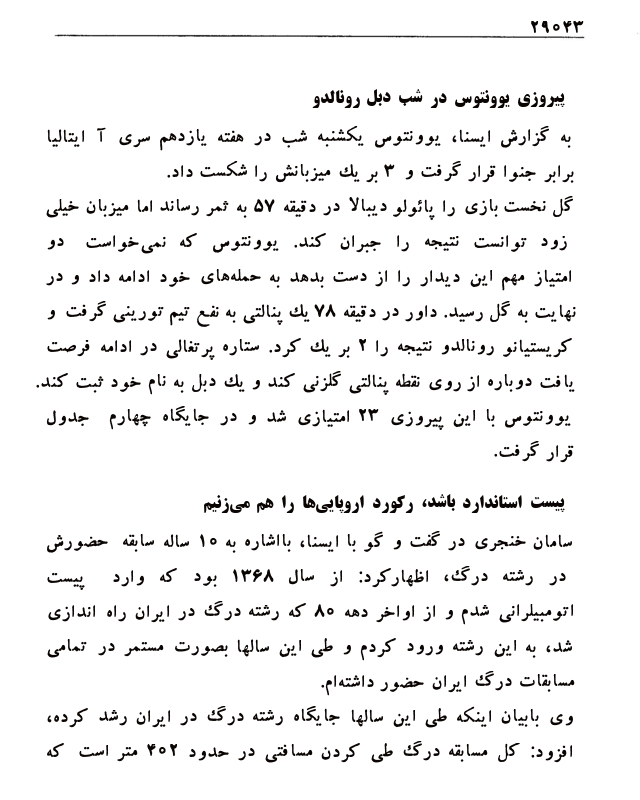 ۲۹۰۴۳
پیروزی یوونتوس در شب دبل رونالدو
به گزارش ایسنا، یوونتوس یکشنبه شب در هفته یازدهم سری آ ایتالیا
برابر جنوا قرار گرفت و ۳ بر یک میزبانش را شکست داد.
گل نخست بازی را پائولو دیبالا در دقیقه ۵۷ به ثمر رساند اما میزبان خیلی
زود توانست نتیجه را جبران کند. یوونتوس که نمی‌خواست دو
امتیاز مهم این دیدار را از دست بدهد به حمله‌های خود ادامه داد و در
نهایت به گل رسید. داور در دقیقه ۷۸ یک پنالتی به نفع تیم تورینی گرفت و
کریستیانو رونالدو نتیجه را ۲ بر یک کرد. ستاره پرتغالی در ادامه فرصت
یافت دوباره از روی نقطه پنالتی گلزنی کند و یک دبل به نام خود ثبت کند.
یوونتوس با این پیروزی ۲۳ امتیازی شد و در جایگاه چهارم جدول
قرار گرفت.
پیست استاندارد باشد، رکورد اروپایی‌ها را هم می‌زنیم
سامان خنجری در گفت و گو با ایسنا، بااشاره به ۱۰ ساله سابقه حضورش
در رشته درگ، اظهارکرد: از سال ۱۳۶۸ بود که وارد پیست
اتومبیلرانی شدم و از اواخر دهه ۸۰ که رشته درگ در ایران راه اندازی
شد، به این رشته ورود کردم و طی این سالها بصورت مستمر در تمامی
مسابقات درگ ایران حضور داشته‌ام.
وی بابیان اینکه طی این سالها جایگاه رشته درگ در ایران رشد کرده،
افزود: کل مسابقه درگ طی کردن مسافتی در حدود ۴۰۲ متر است که